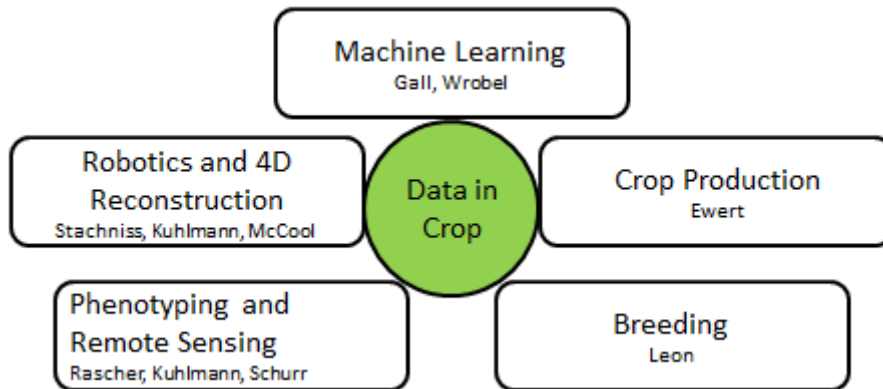 Machine Learning
Gall, Wrobel
Robotics and 4D
Reconstruction
Stachniss, Kuhlmann, McCool
Data in
Crop
Crop Production
Ewert
Phenotyping and
Remote Sensing
Rascher, Kuhlmann, Schurr
Breeding
Leon